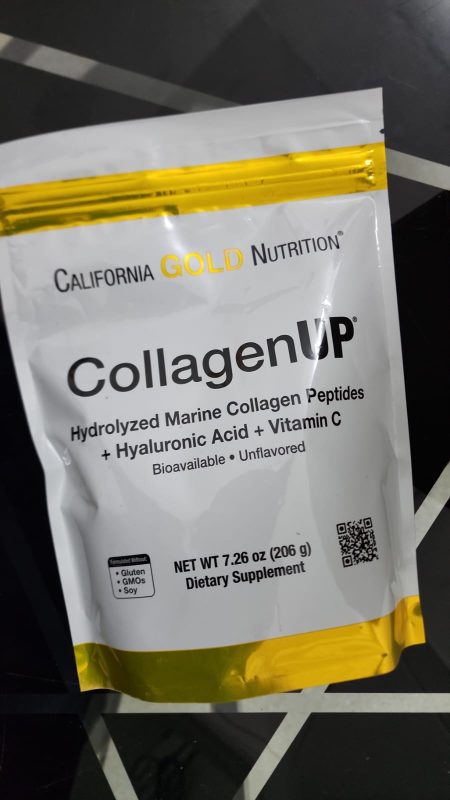 CALIFORNIA GOLD NUTRITION®
CollagenUP®
Hydrolyzed Marine Collagen Peptides
+ Hyaluronic Acid + Vitamin C
Bioavailable • Unflavored
Formulated Without:
• Gluten
• GMOs
• Soy
NET WT 7.26 oz (206 g)
Dietary Supplement